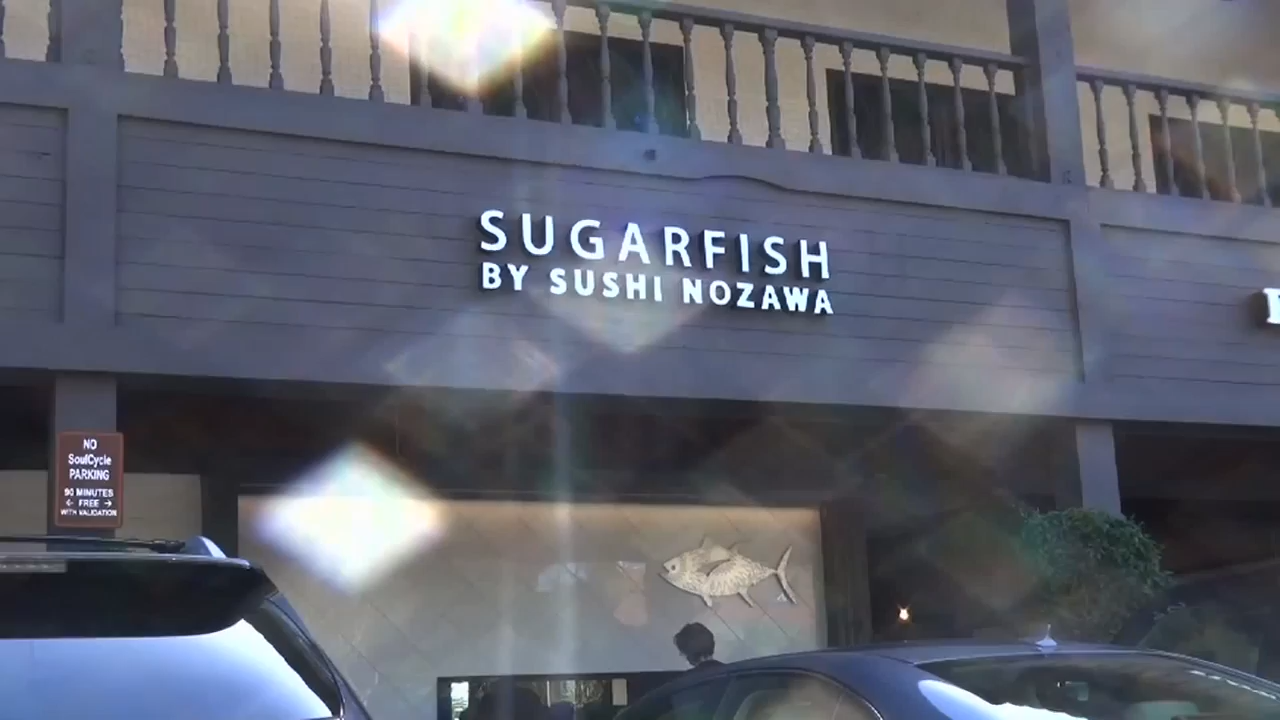 SUGARFISH
BY SUSHI NOZAWA
NO
SoulCycle
PARKING
90 MINUTES
← FREE →
WITH VALIDATION